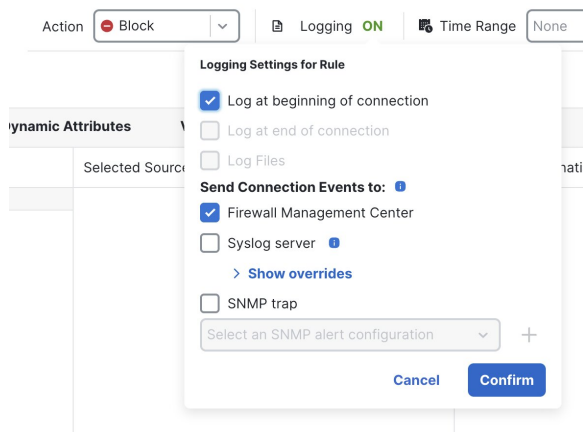 Action Block Logging ON Time Range None
Logging Settings for Rule
Log at beginning of connection
Dynamic Attributes
Log at end of connection
Selected Source
Log Files
Send Connection Events to:
Firewall Management Center
Syslog server
> Show overrides
SNMP trap
Select an SNMP alert configuration
Cancel Confirm